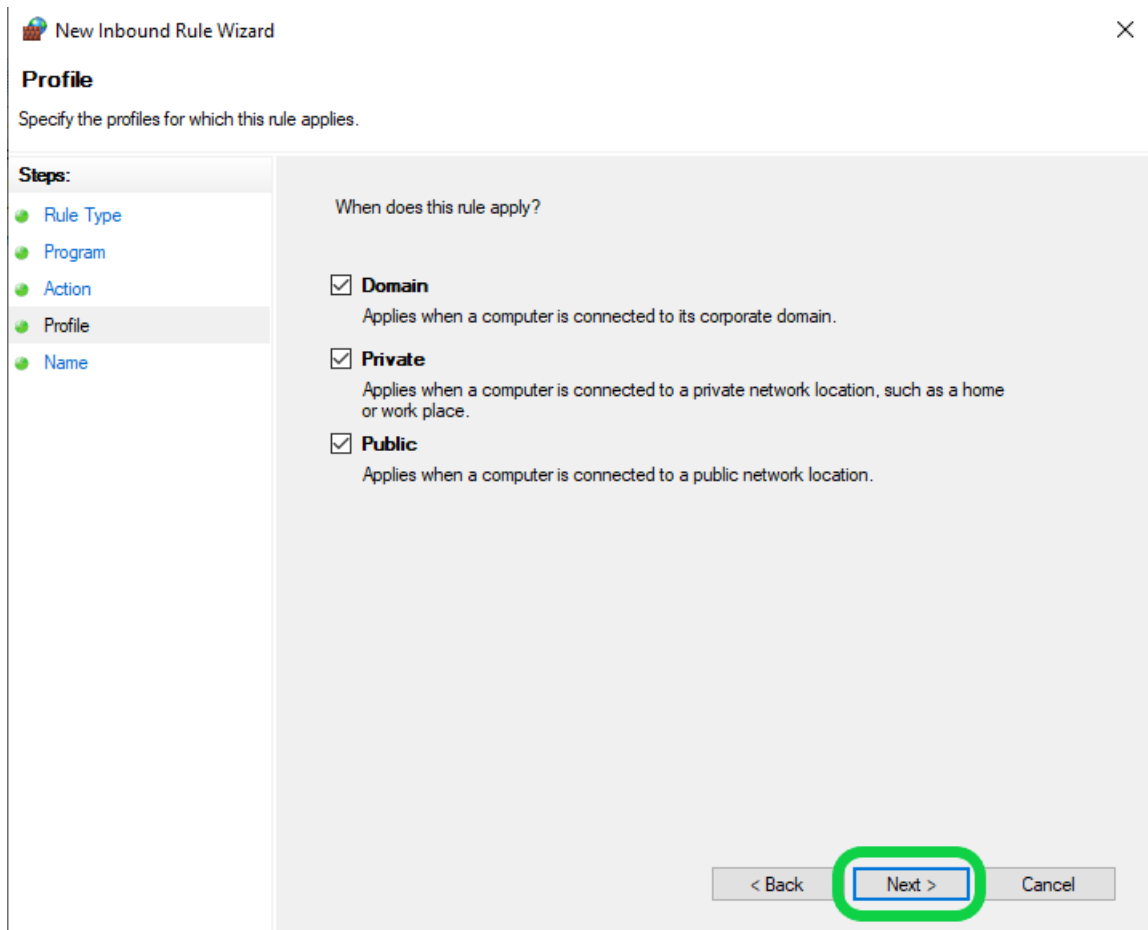 New Inbound Rule Wizard
Profile
Specify the profiles for which this rule applies.
Steps:
Rule Type
Program
Action
Profile
Name
When does this rule apply?
Domain
Applies when a computer is connected to its corporate domain.
Private
Applies when a computer is connected to a private network location, such as a home
or work place.
Public
Applies when a computer is connected to a public network location.
< Back
Next >
Cancel